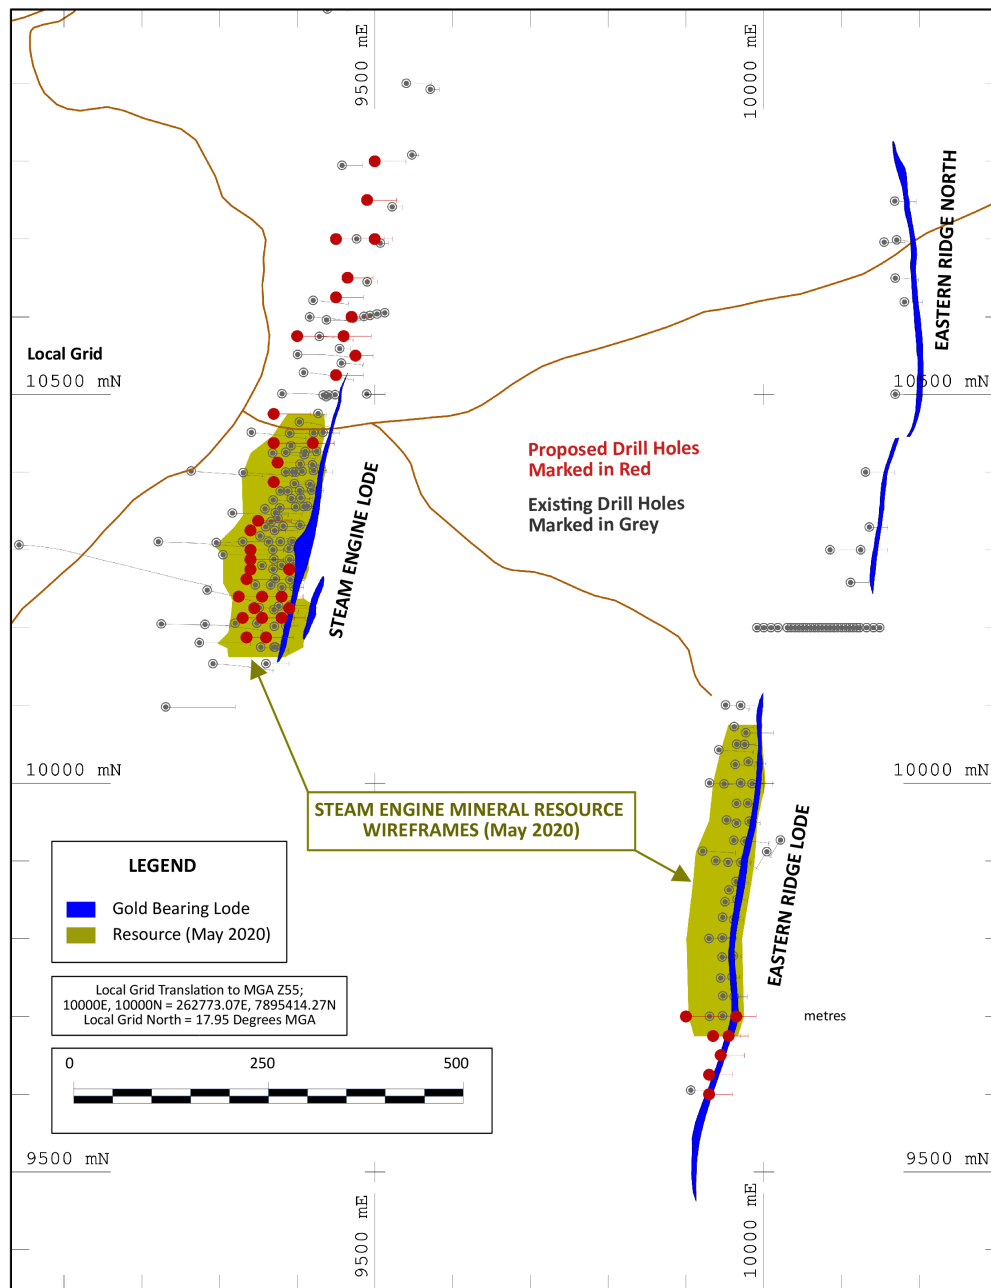 9500 mE
10000 mE
EASTERN RIDGE NORTH
Local Grid
10500 mN
10500 mN
Proposed Drill Holes
Marked in Red
Existing Drill Holes
Marked in Grey
STEAM ENGINE LODE
10000 mN
10000 mN
STEAM ENGINE MINERAL RESOURCE
WIREFRAMES (May 2020)
EASTERN RIDGE LODE
LEGEND
Gold Bearing Lode
Resource (May 2020)
Local Grid Translation to MGA Z55;
10000E, 10000N = 262773.07E, 7895414.27N
Local Grid North = 17.95 Degrees MGA
metres
0 250 500
9500 mN
9500 mN
9500 mE
10000 mE